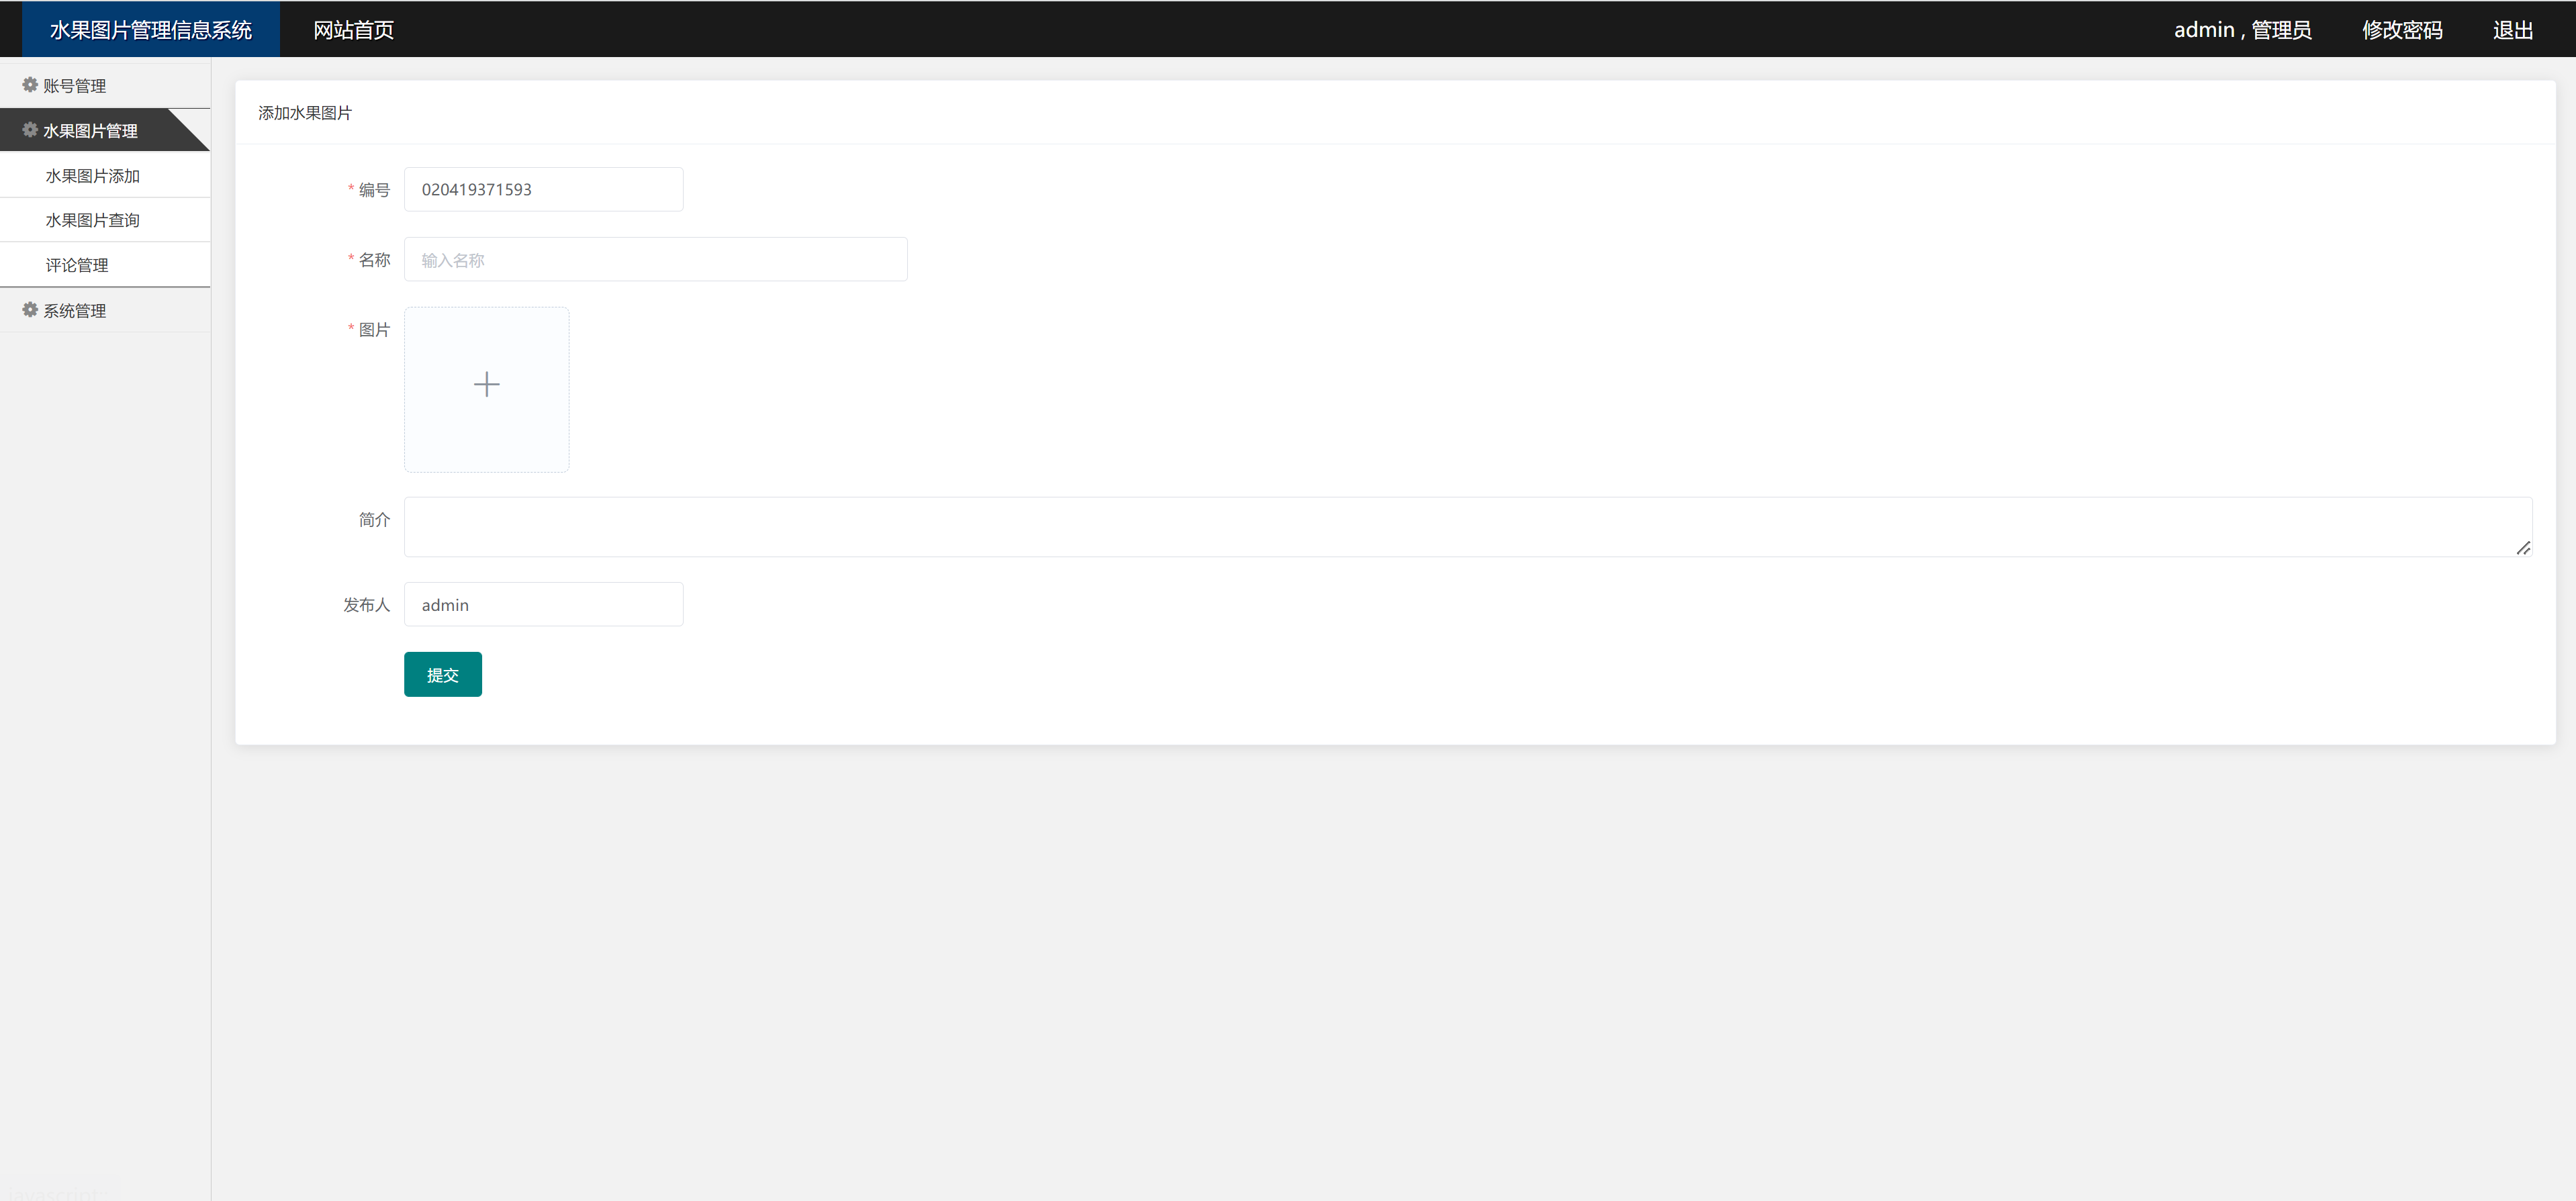 水果图片管理信息系统 网站首页 admin , 管理员 修改密码 退出
账号管理
水果图片管理
水果图片添加
水果图片查询
评论管理
系统管理
添加水果图片
* 编号 020419371593
* 名称 输入名称
* 图片
简介
发布人 admin
提交